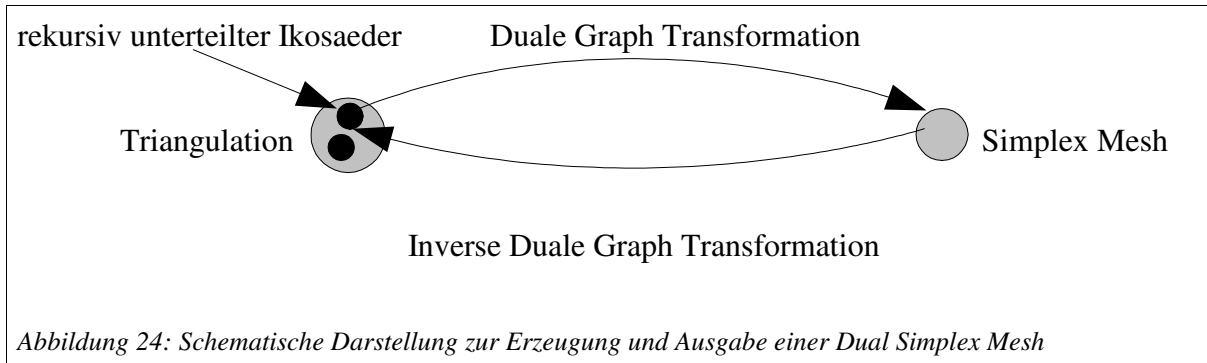 rekursiv unterteilter Ikosaeder
Duale Graph Transformation
Triangulation
Simplex Mesh
Inverse Duale Graph Transformation
Abbildung 24: Schematische Darstellung zur Erzeugung und Ausgabe einer Dual Simplex Mesh